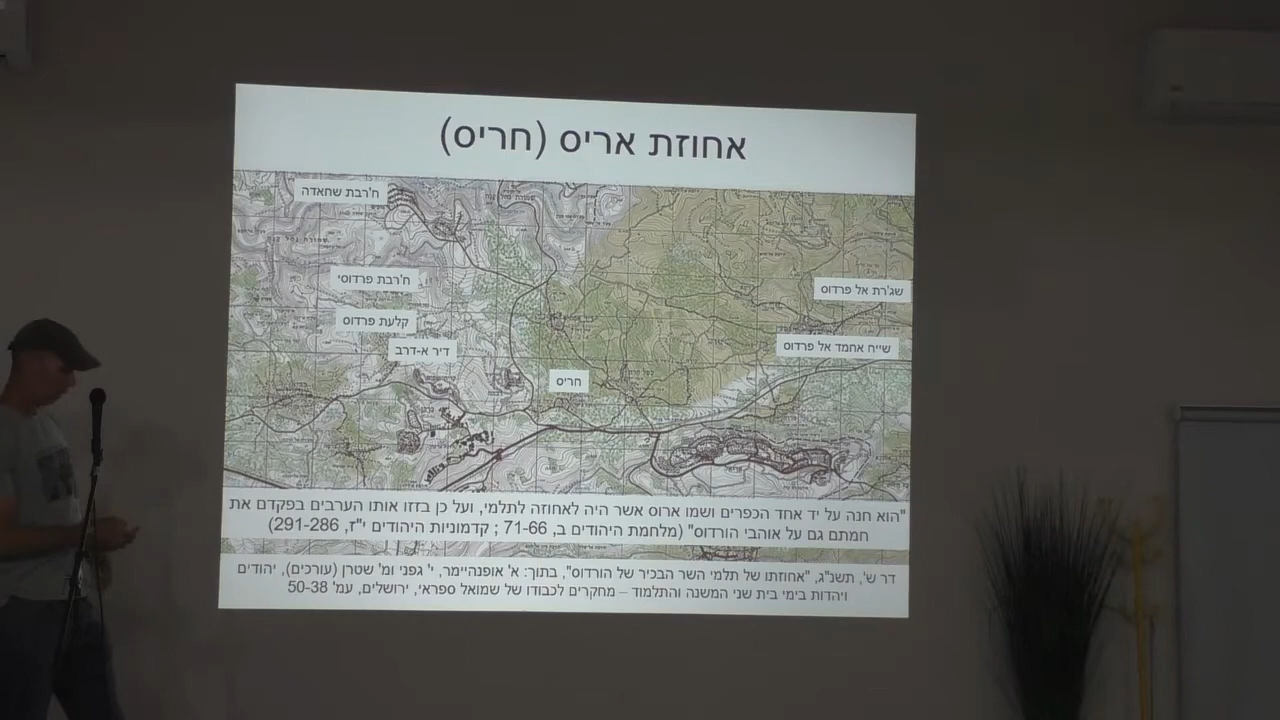 אחוזת אריס (חריס)
ח'רבת שחאדה
ח'רבת פרדוסי
שג'רת אל פרדוס
קלעת פרדוס
שייח אחמד אל פרדוס
דיר א-דרב
חריס
"הוא חנה על יד אחד הכפרים ושמו ארוס אשר היה לאחוזה לתלמי, ועל כן בזזו אותו הערבים בפקדם את
חמתם גם על אוהבי הורדוס" (מלחמת היהודים ב, 71-66 ; קדמוניות היהודים י"ז, 291-286)
דר ש', תשנ"ג, "אחוזתו של תלמי השר הבכיר של הורדוס", בתוך: א' אופנהיימר, י' גפני ומ' שטרן (עורכים), יהודים
ויהדות בימי בית שני המשנה והתלמוד – מחקרים לכבודו של שמואל ספראי, ירושלים, עמ' 50-38